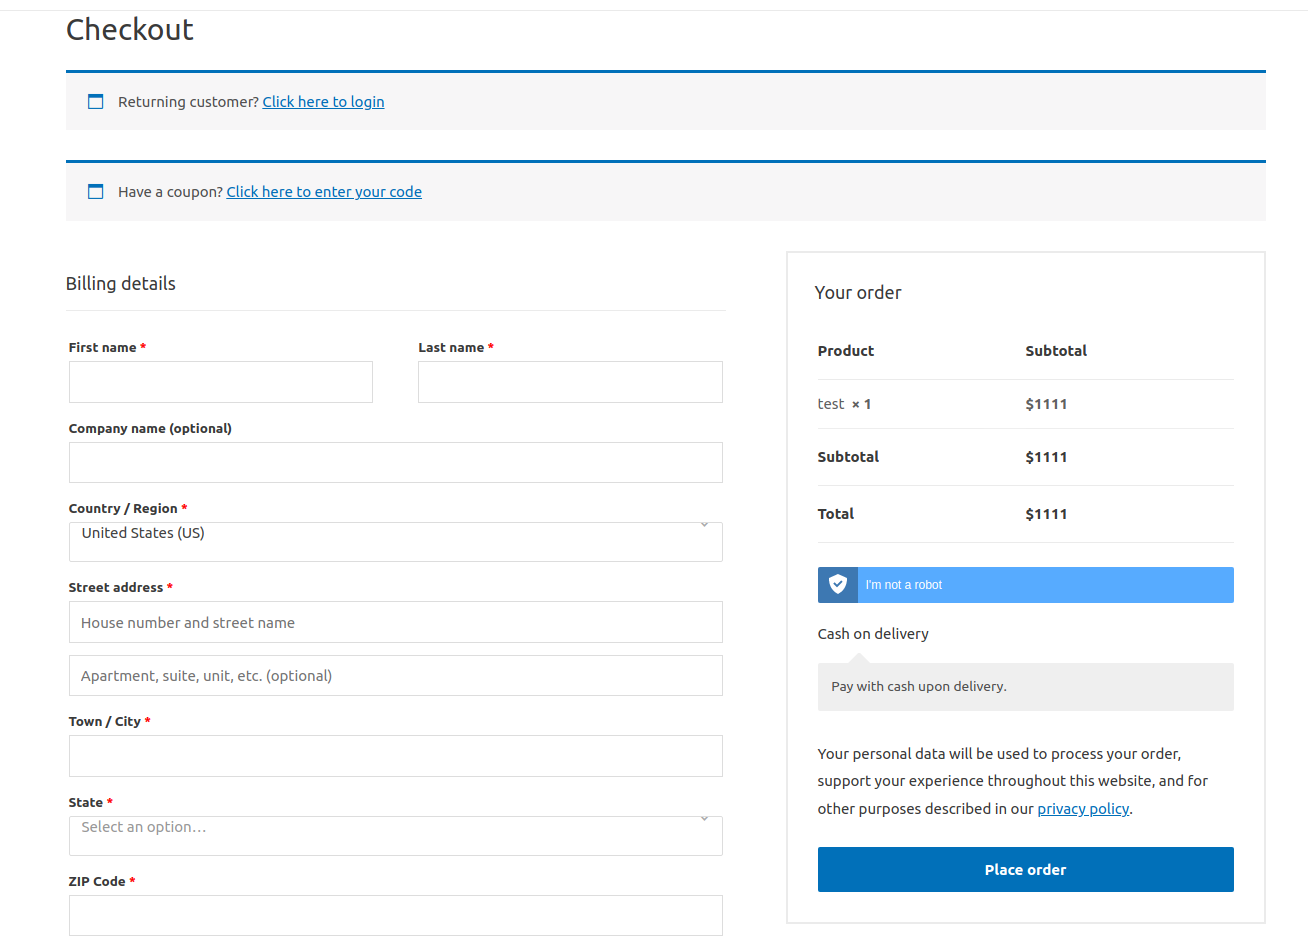 Checkout
Returning customer? Click here to login
Have a coupon? Click here to enter your code
Billing details
First name *
Last name *
Company name (optional)
Country / Region *
United States (US)
Street address *
House number and street name
Apartment, suite, unit, etc. (optional)
Town / City *
State *
Select an option…
ZIP Code *
Your order
Product Subtotal
test × 1 $1111
Subtotal $1111
Total $1111
I'm not a robot
Cash on delivery
Pay with cash upon delivery.
Your personal data will be used to process your order,
support your experience throughout this website, and for
other purposes described in our privacy policy.
Place order